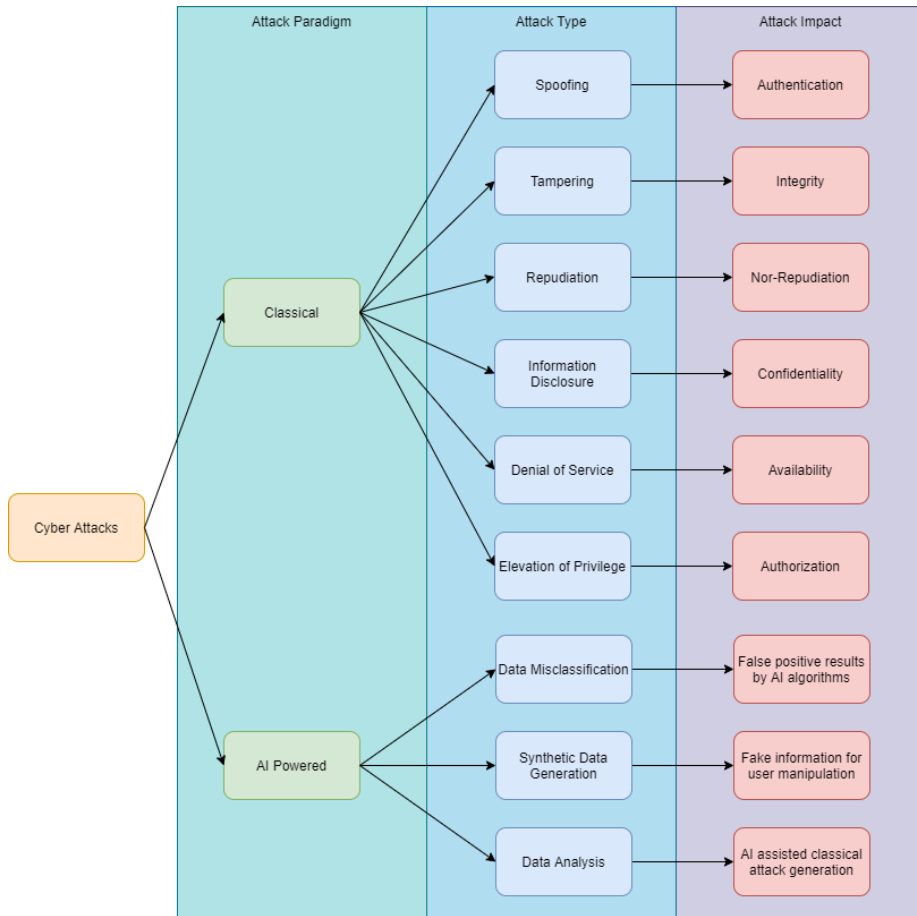 Attack Paradigm
Attack Type
Attack Impact
Spoofing
Authentication
Tampering
Integrity
Classical
Repudiation
Nor-Repudiation
Information
Disclosure
Confidentiality
Denial of Service
Availability
Cyber Attacks
Elevation of Privilege
Authorization
Data Misclassification
False positive results
by AI algorithms
AI Powered
Synthetic Data
Generation
Fake information for
user manipulation
Data Analysis
AI assisted classical
attack generation